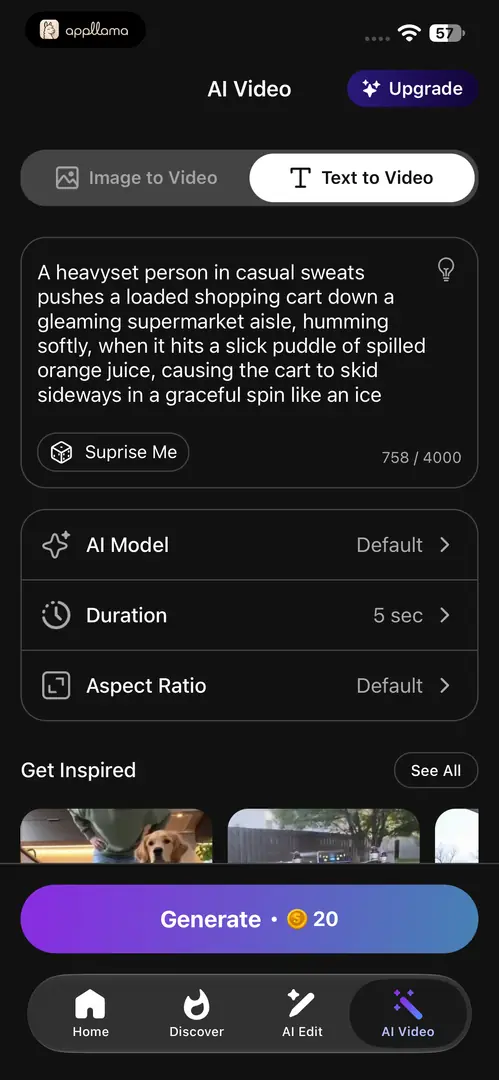 appllama
57
AI Video
Upgrade
Image to Video
Text to Video
A heavyset person in casual sweats
pushes a loaded shopping cart down a
gleaming supermarket aisle, humming
softly, when it hits a slick puddle of spilled
orange juice, causing the cart to skid
sideways in a graceful spin like an ice
Suprise Me
758 / 4000
AI Model
Default
Duration
5 sec
Aspect Ratio
Default
Get Inspired
See All
Generate • 20
Home
Discover
AI Edit
AI Video